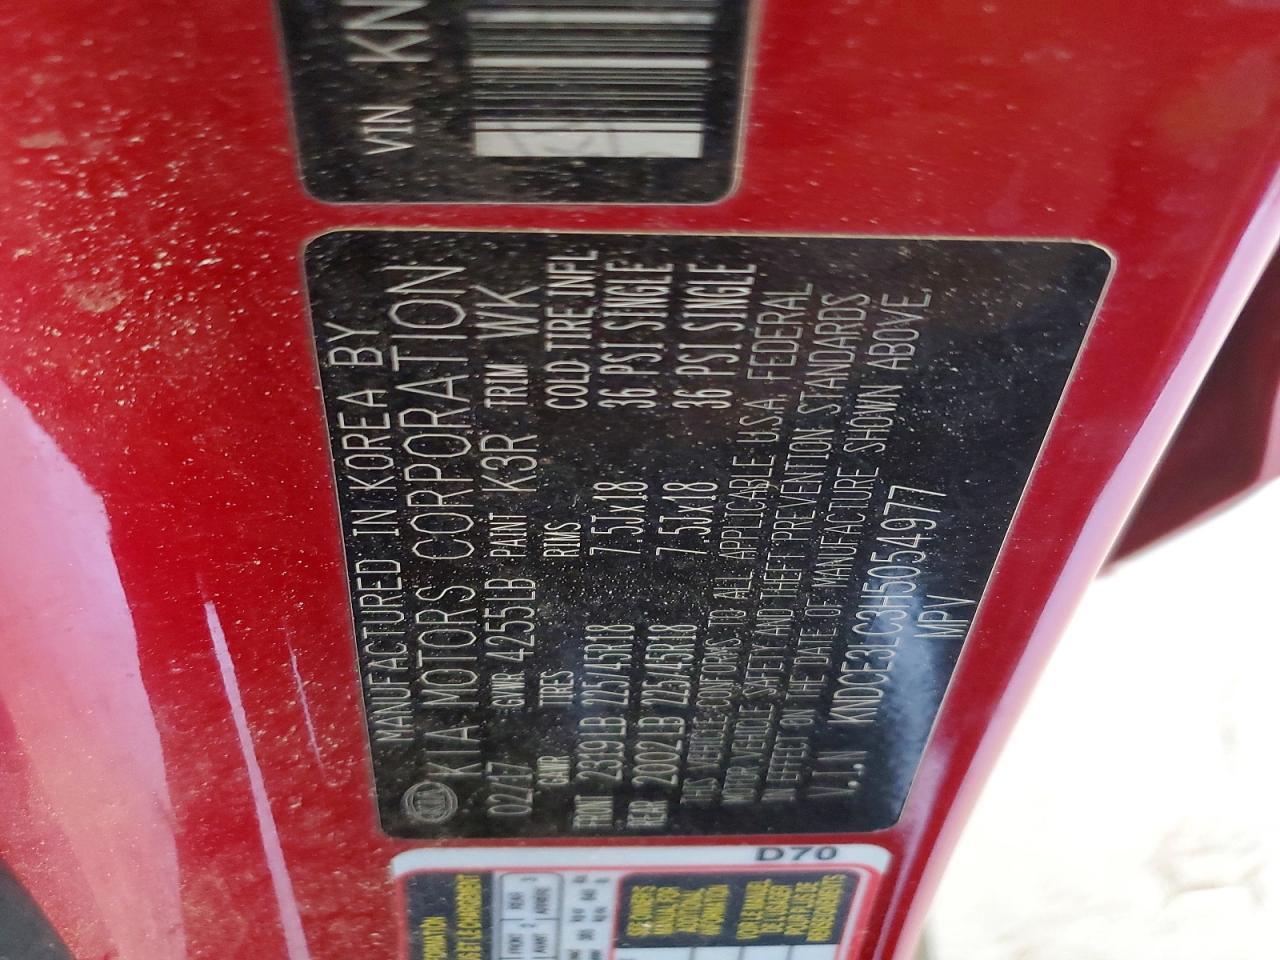 VIN KN
MANUFACTURED IN KOREA BY
KIA MOTORS CORPORATION
02/17 GVWR 4255LB PAINT K3R TRIM WK
GAWR TIRES RIMS COLD TIRE INFL
FRONT 2319LB 225/45R18 7.5Jx18 36 PSI SINGLE
REAR 2002LB 225/45R18 7.5Jx18 36 PSI SINGLE
THIS VEHICLE CONFORMS TO ALL APPLICABLE U.S.A. FEDERAL
MOTOR VEHICLE SAFETY AND THEFT PREVENTION STANDARDS
IN EFFECT ON THE DATE OF MANUFACTURE SHOWN ABOVE.
V.I.N KNDCE3LC3H5054977
MPV
D70